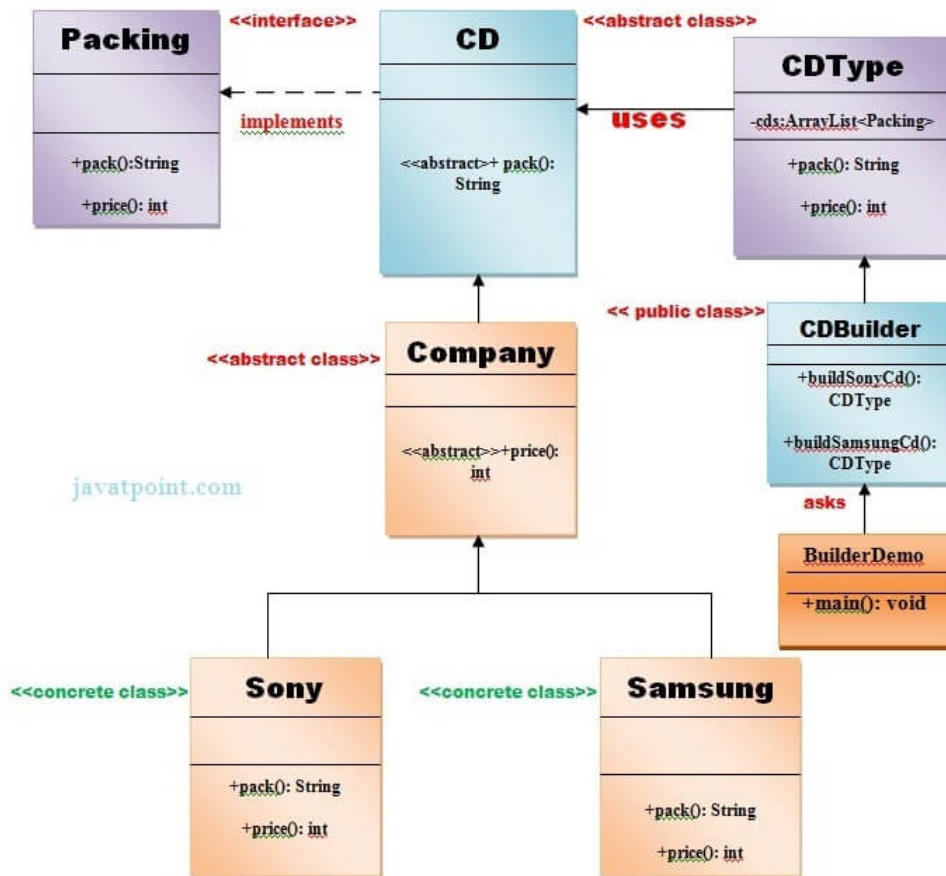 Packing
<<interface>>
+pack():String
+price(): int
implements
CD
<<abstract class>>
<<abstract>+ pack():
String
uses
CDType
-cds:ArrayList<Packing>
+pack(): String
+price(): int
<<abstract class>>
Company
<<abstract>>+price():
int
<< public class>>
CDBuilder
+buildSonyCd():
CDType
+buildSamsungCd():
CDType
asks
BuilderDemo
+main(): void
javatpoint.com
<<concrete class>>
Sony
+pack(): String
+price(): int
<<concrete class>>
Samsung
+pack(): String
+price(): int